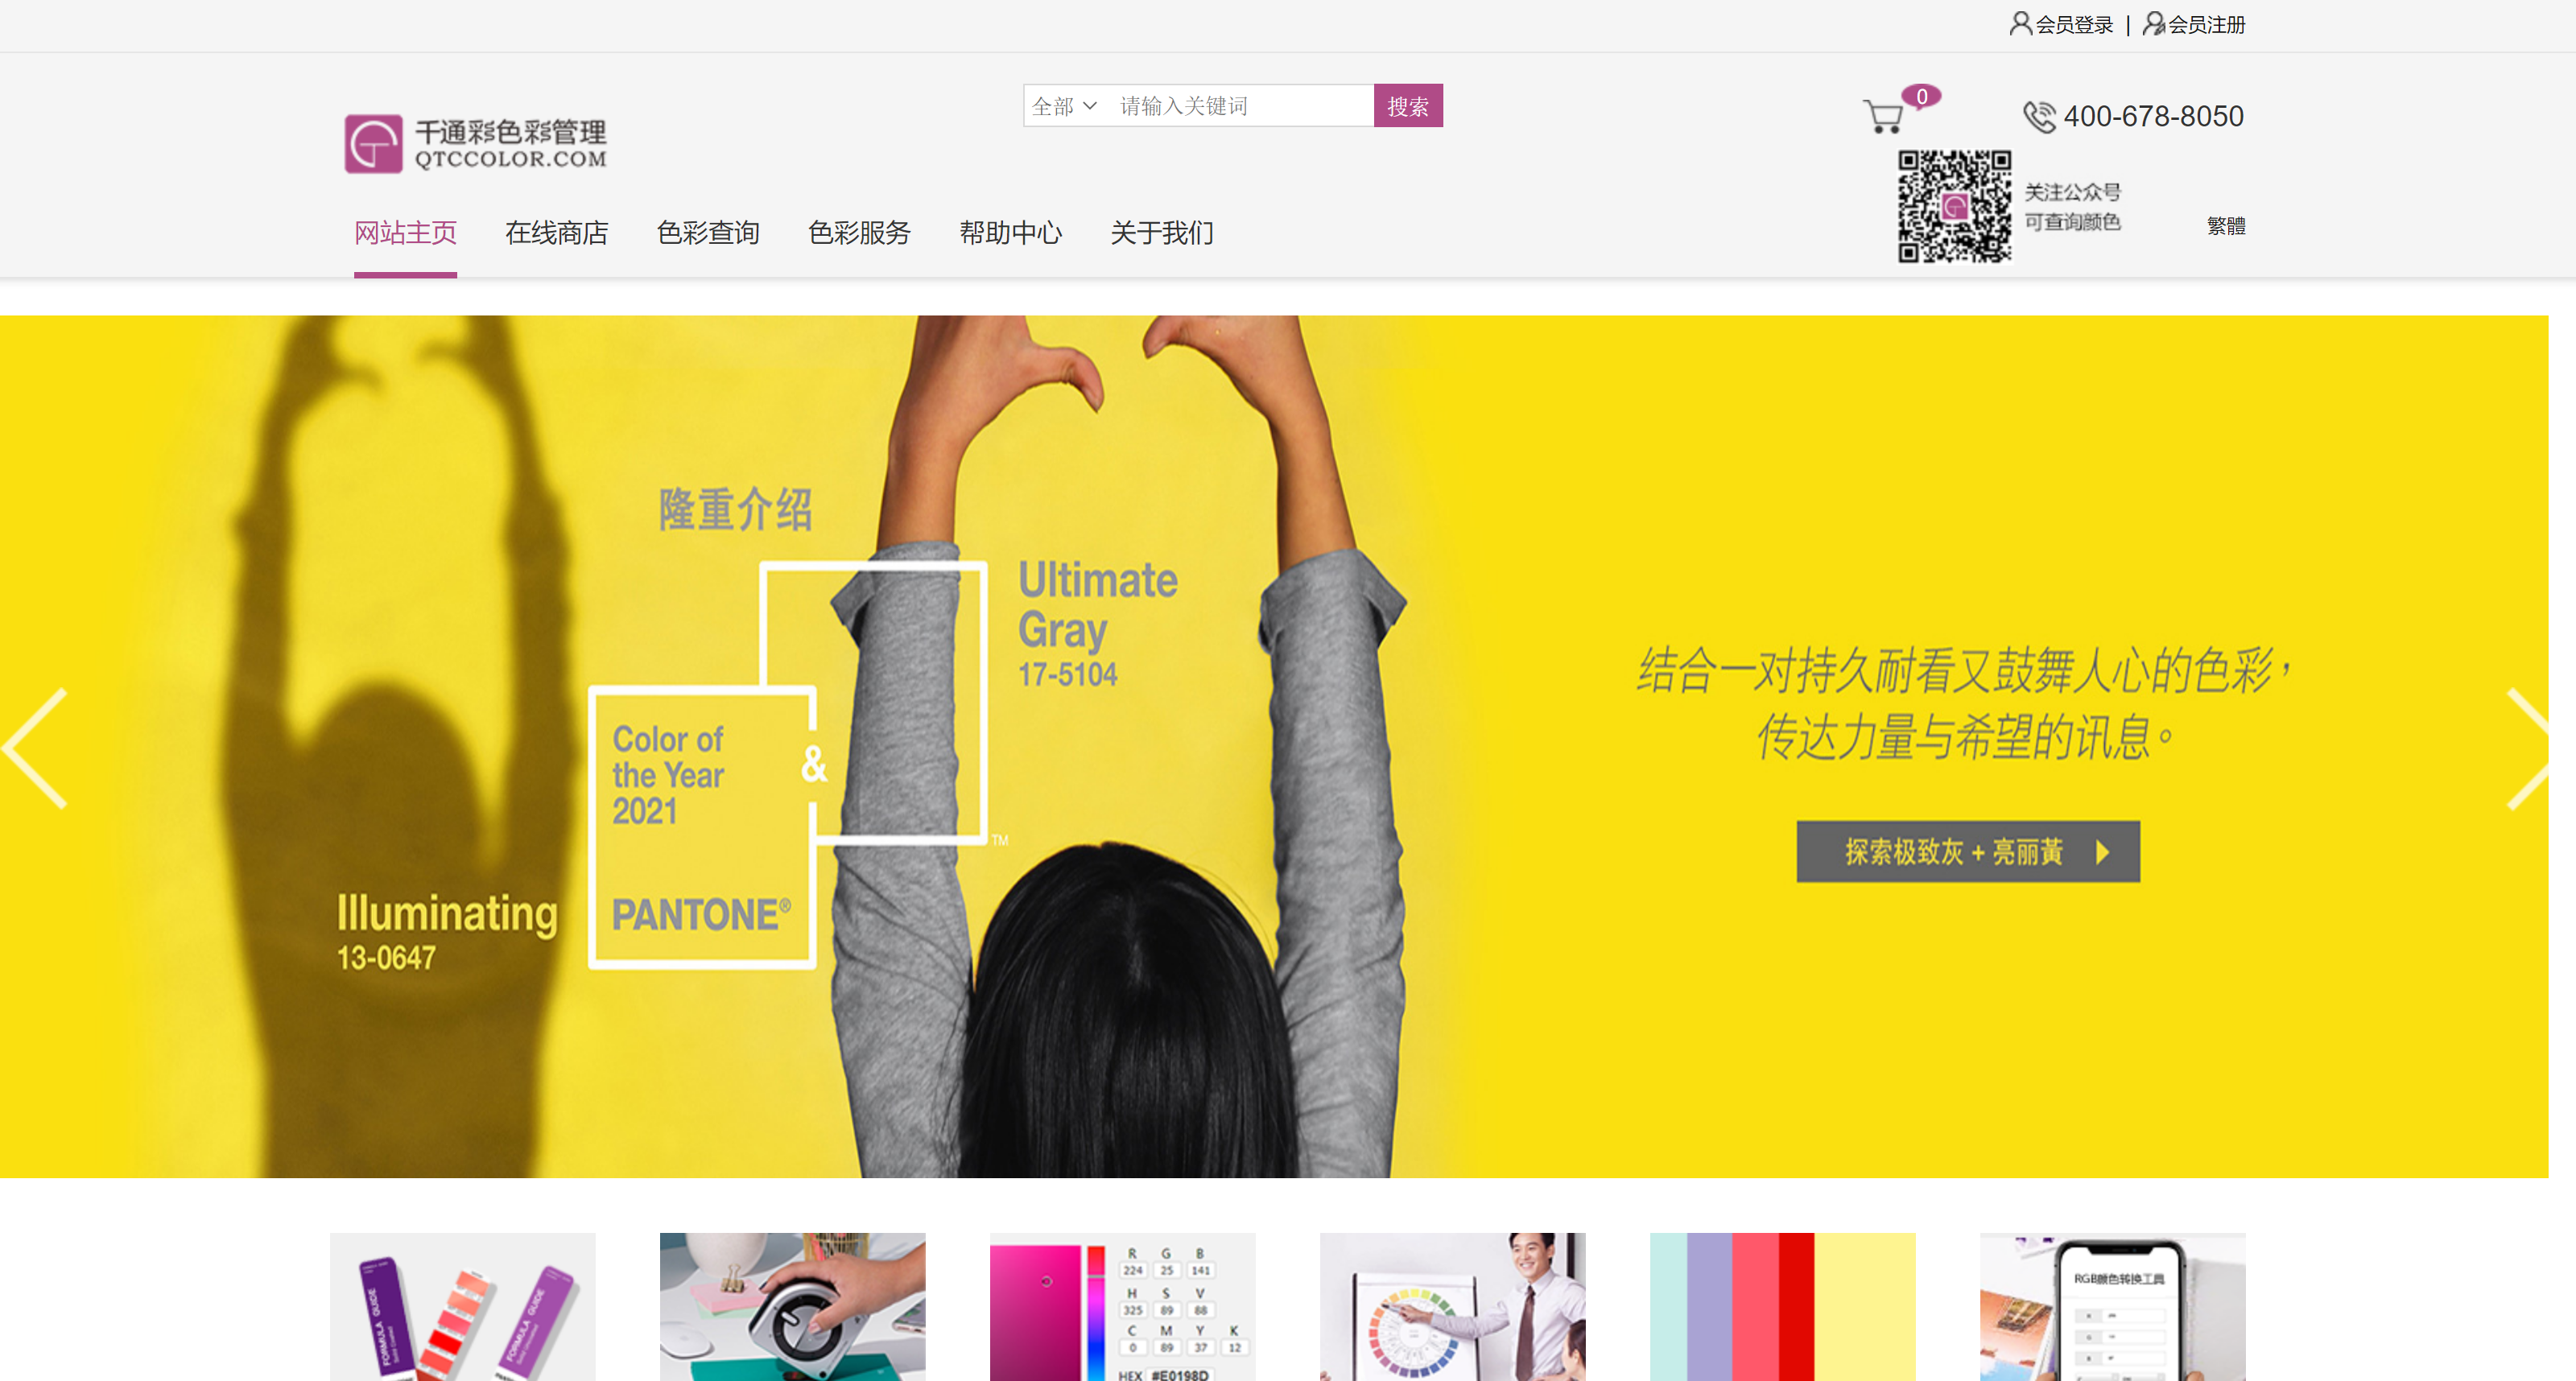 会员登录 | 会员注册
全部 请输入关键词 搜索
0
400-678-8050
千通彩色彩管理
QTCCOLOR.COM
关注公众号
可查询颜色
繁體
网站主页 在线商店 色彩查询 色彩服务 帮助中心 关于我们
隆重介绍
Ultimate
Gray
17-5104
Color of
the Year
2021
&
TM
PANTONE®
Illuminating
13-0647
结合一对持久耐看又鼓舞人心的色彩，
传达力量与希望的讯息。
探索极致灰 + 亮丽黃
FORMULA GUIDE
Solid Coated
FORMULA GUIDE
Solid Uncoated
R G B
224 25 141
H S V
325 89 88
C M Y K
0 89 37 12
HEX #E0198D
RGB颜色转换工具
R
G
B